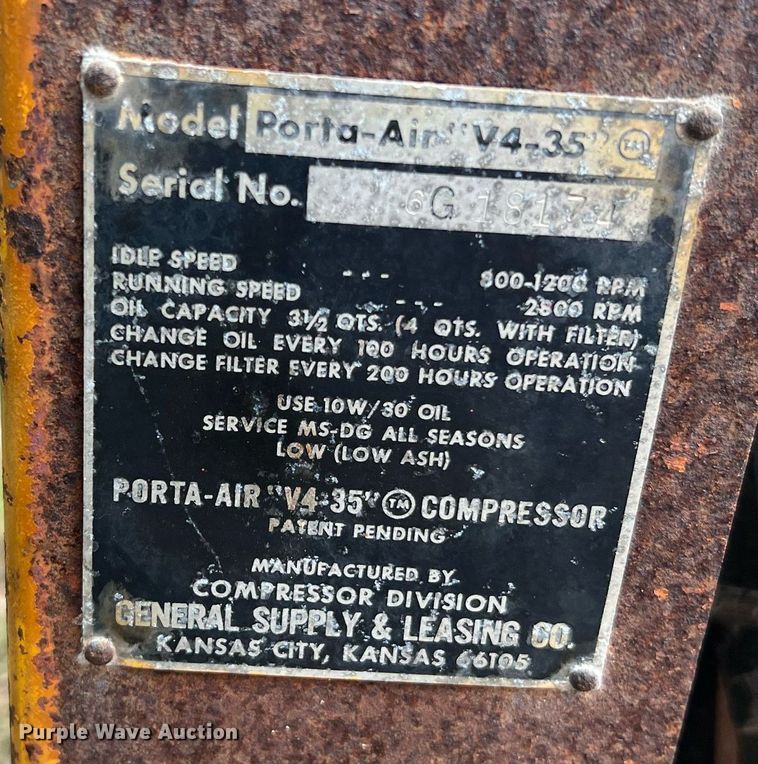 Model Porta-Air "V4-35" TM
Serial No. 6G 18174
IDLE SPEED --- 800-1200 RPM
RUNNING SPEED --- 2800 RPM
OIL CAPACITY 3½ QTS. (4 QTS. WITH FILTER)
CHANGE OIL EVERY 100 HOURS OPERATION
CHANGE FILTER EVERY 200 HOURS OPERATION
USE 10W/30 OIL
SERVICE MS-DG ALL SEASONS
LOW (LOW ASH)
PORTA-AIR "V4-35" TM COMPRESSOR
PATENT PENDING
MANUFACTURED BY
COMPRESSOR DIVISION
GENERAL SUPPLY & LEASING CO.
KANSAS CITY, KANSAS 66105
Purple Wave Auction